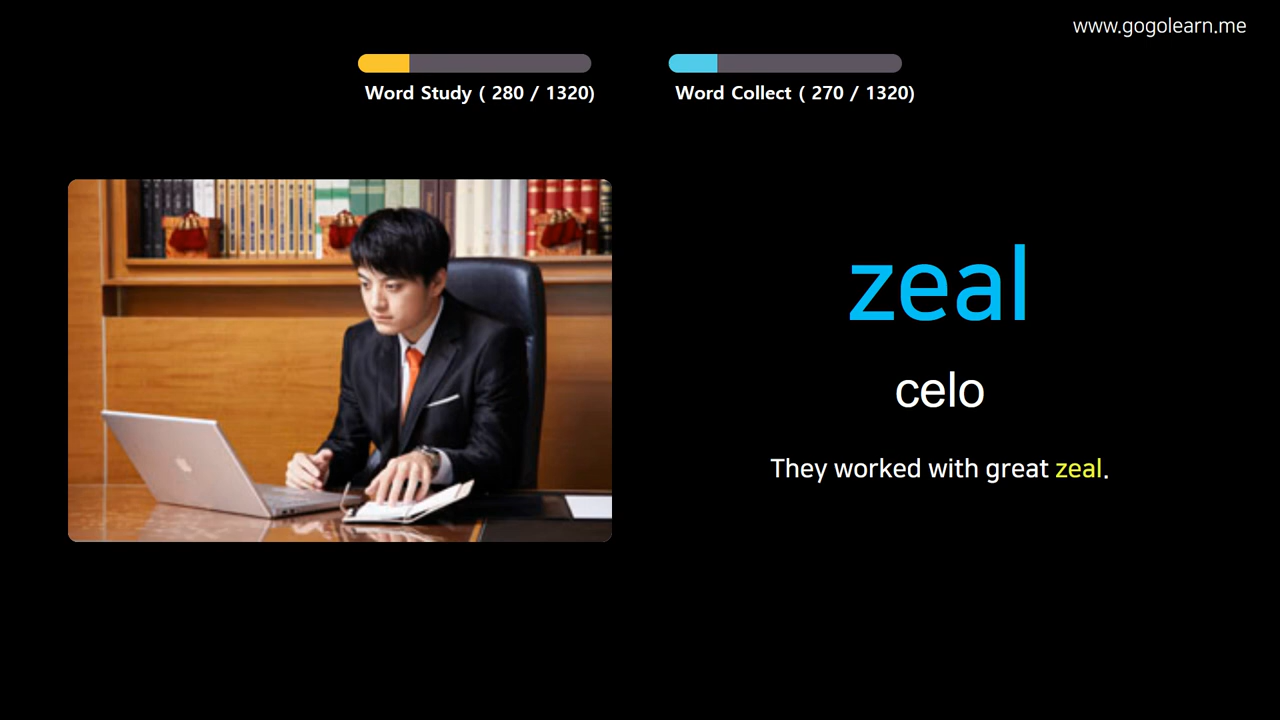 www.gogolearn.me
Word Study ( 280 / 1320)
Word Collect ( 270 / 1320)
zeal
celo
They worked with great zeal.